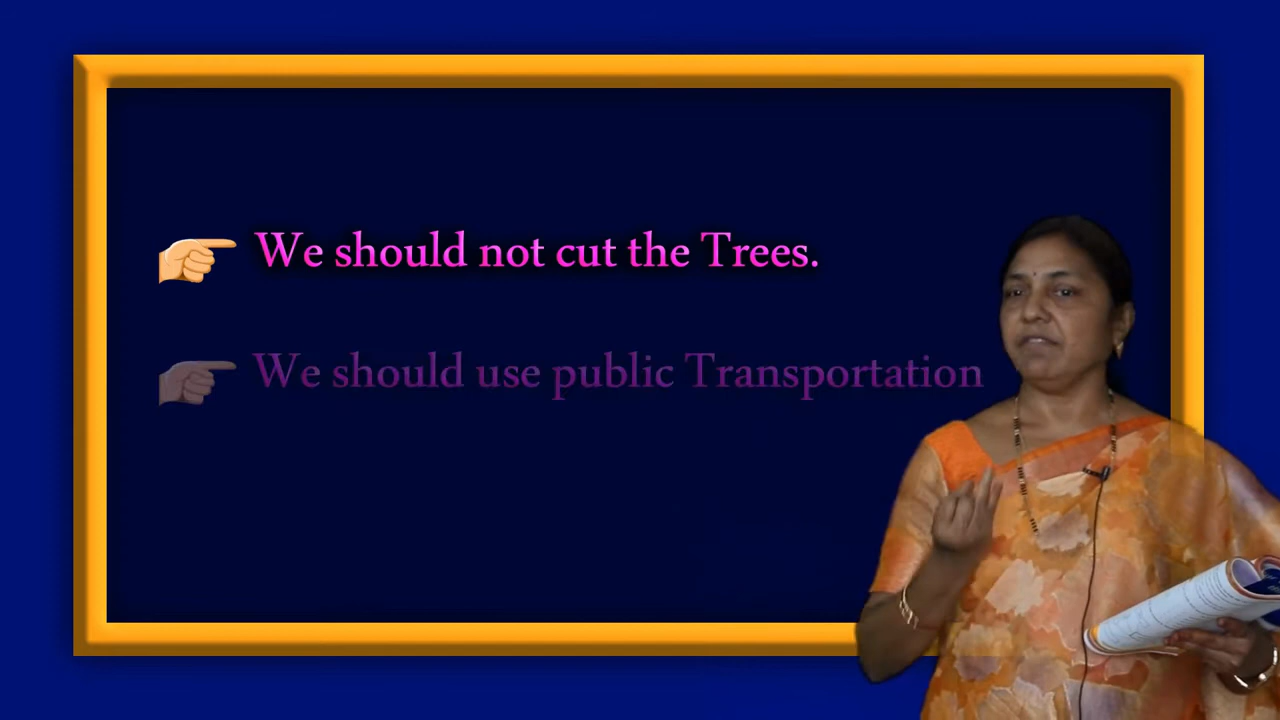 We should not cut the Trees.
We should use public Transportation